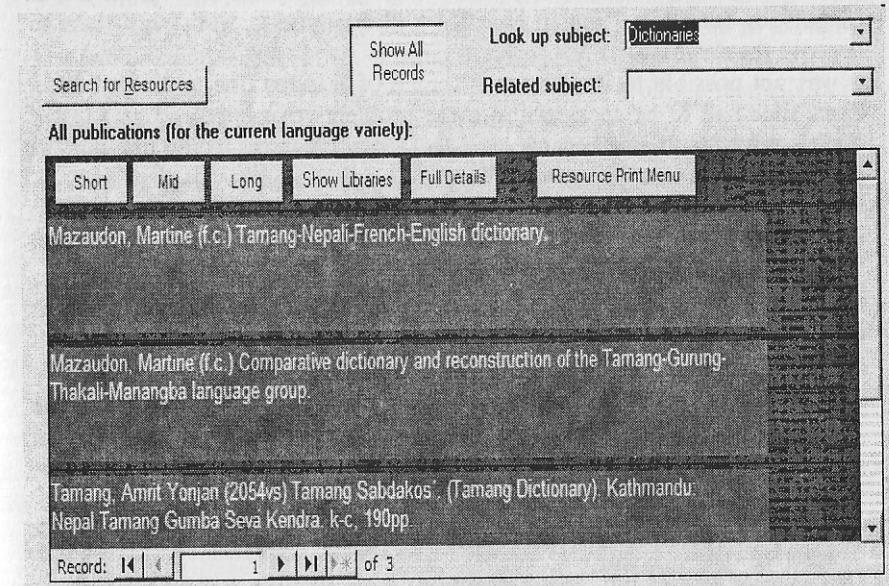 Show All
Records
Look up subject: Dictionaries
Search for Resources
Related subject:
All publications (for the current language variety):
Short Mid Long Show Libraries Full Details Resource Print Menu
Mazaudon, Martine (f.c.) Tamang-Nepali-French-English dictionary.
Mazaudon, Martine (f.c.) Comparative dictionary and reconstruction of the Tamang-Gurung-
Thakali-Manangba language group.
Tamang, Amrit Yonjan (2054vs) Tamang Sabdakos´. (Tamang Dictionary). Kathmandu:
Nepal Tamang Gumba Seva Kendra. k-c, 190pp.
Record: 1 of 3